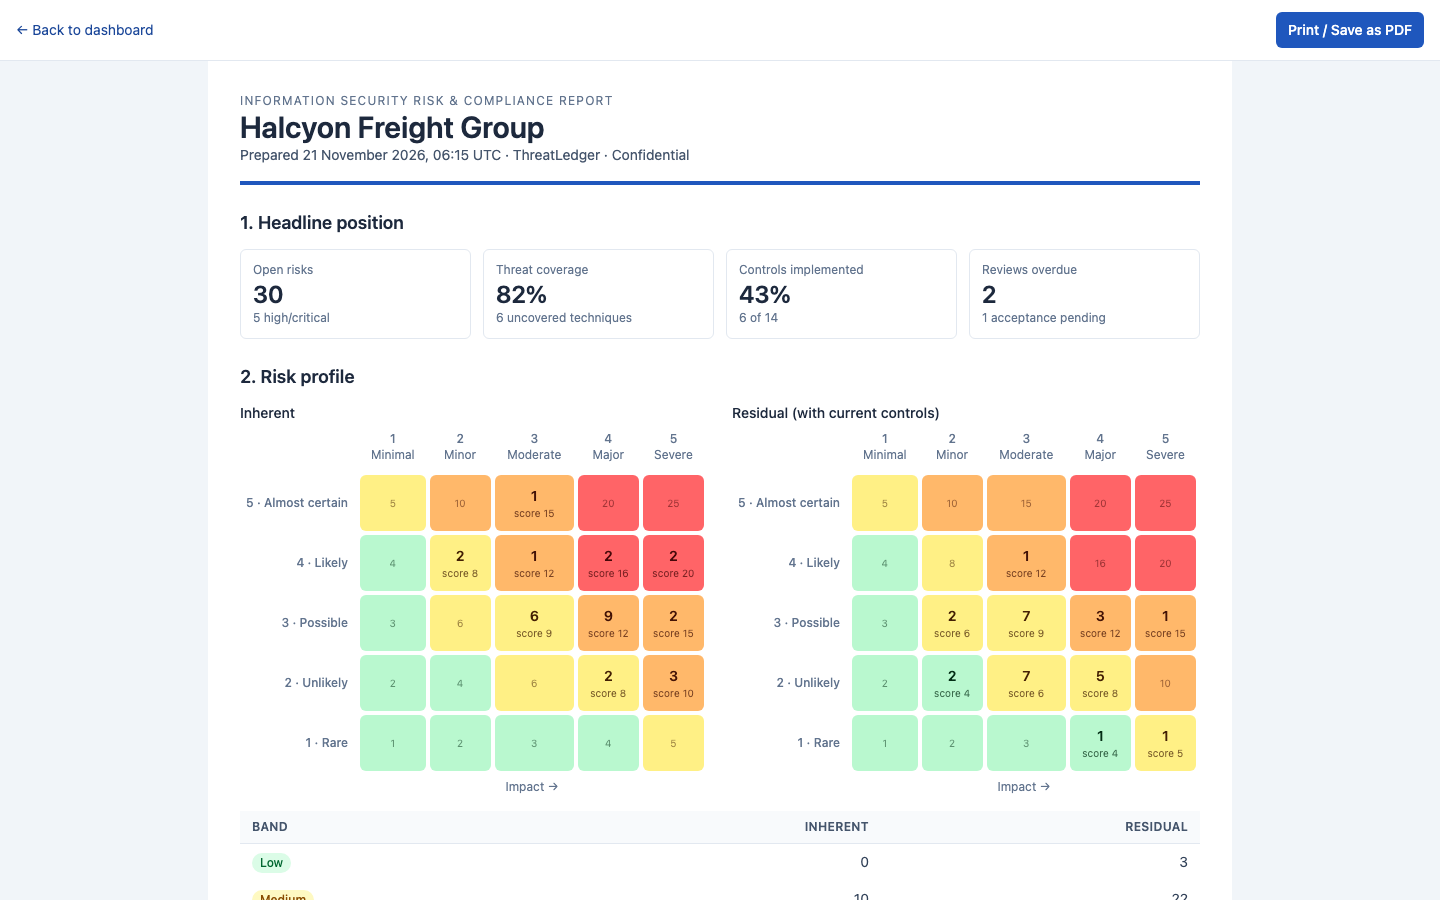 ← Back to dashboard
Print / Save as PDF
INFORMATION SECURITY RISK & COMPLIANCE REPORT
Halcyon Freight Group
Prepared 21 November 2026, 06:15 UTC · ThreatLedger · Confidential
1. Headline position
Open risks
30
5 high/critical
Threat coverage
82%
6 uncovered techniques
Controls implemented
43%
6 of 14
Reviews overdue
2
1 acceptance pending
2. Risk profile
Inherent
1 2 3 4 5
Minimal Minor Moderate Major Severe
5 · Almost certain 5 10 1 score 15 20 25
4 · Likely 4 2 score 8 1 score 12 2 score 16 2 score 20
3 · Possible 3 6 6 score 9 9 score 12 2 score 15
2 · Unlikely 2 4 6 2 score 8 3 score 10
1 · Rare 1 2 3 4 5
Impact →
Residual (with current controls)
1 2 3 4 5
Minimal Minor Moderate Major Severe
5 · Almost certain 5 10 15 20 25
4 · Likely 4 8 1 score 12 16 20
3 · Possible 3 2 score 6 7 score 9 3 score 12 1 score 15
2 · Unlikely 2 2 score 4 7 score 6 5 score 8 10
1 · Rare 1 2 3 1 score 4 1 score 5
Impact →
BAND INHERENT RESIDUAL
Low 0 3
Medium 10 22